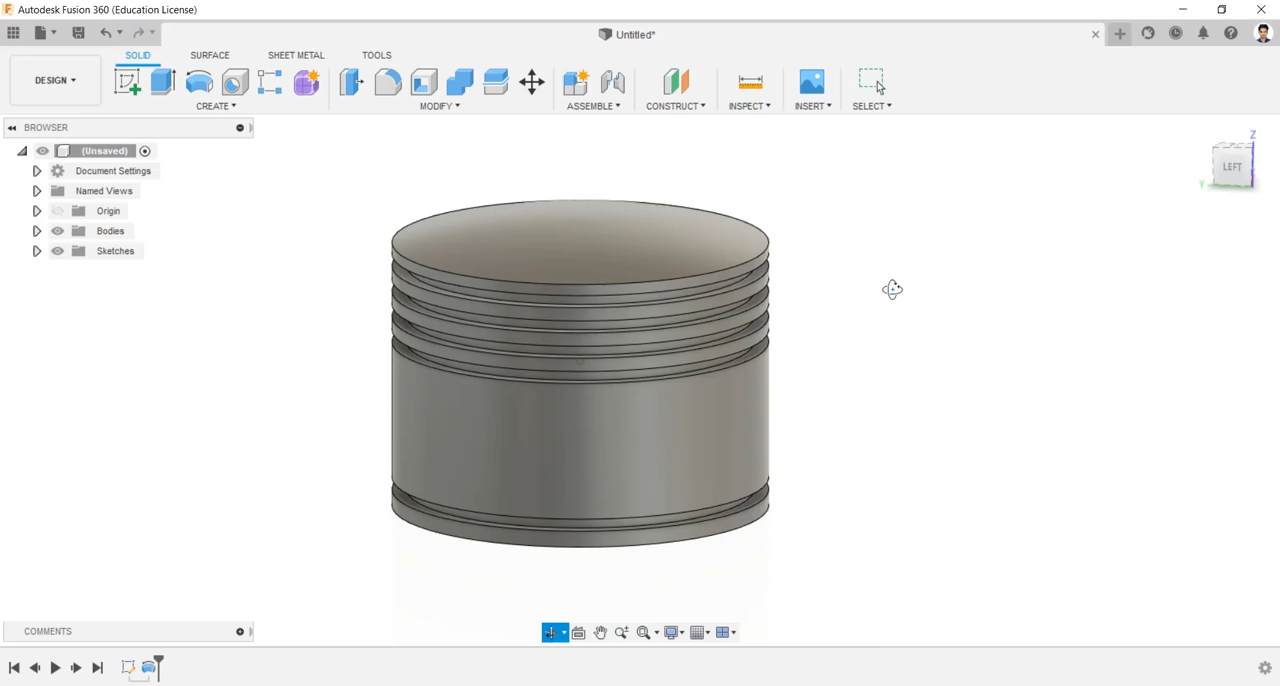 Autodesk Fusion 360 (Education License)
Untitled*
DESIGN
SOLID SURFACE SHEET METAL TOOLS
CREATE MODIFY ASSEMBLE CONSTRUCT INSPECT INSERT SELECT
BROWSER
(Unsaved)
Document Settings
Named Views
Origin
Bodies
Sketches
Z
LEFT
Y
COMMENTS